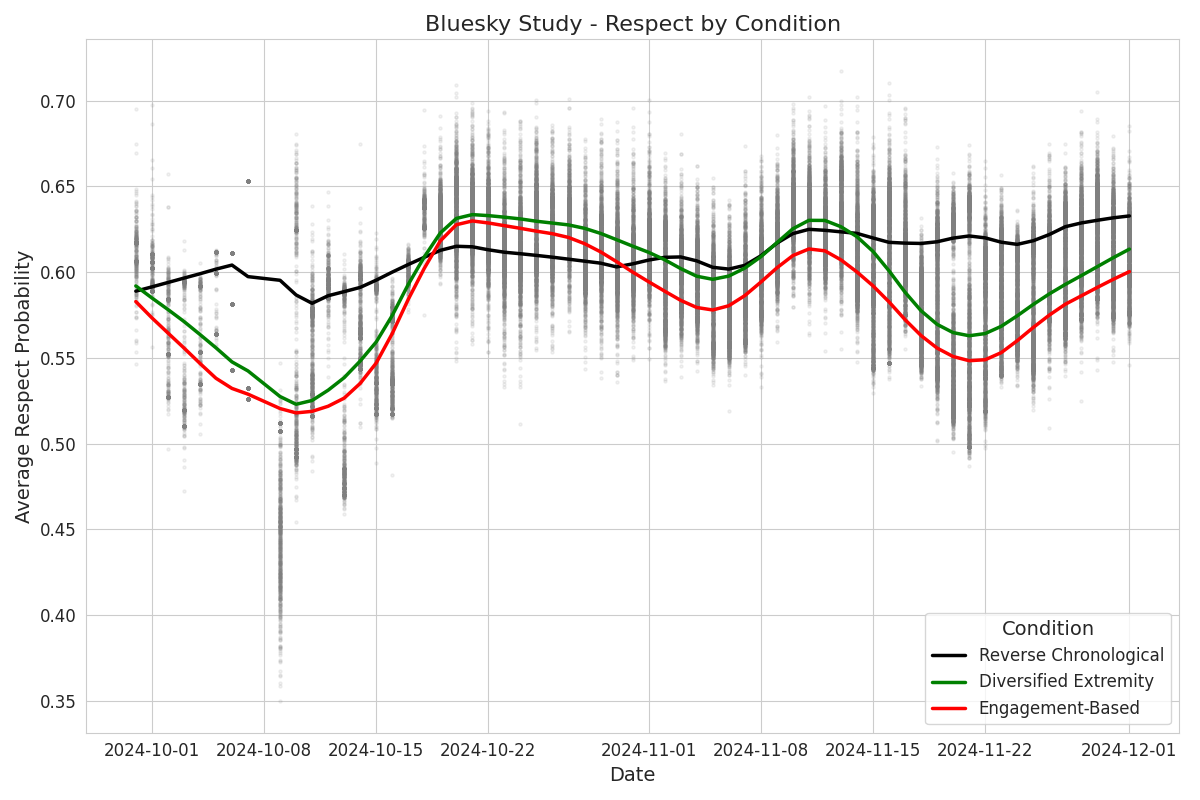 Bluesky Study - Respect by Condition
Average Respect Probability
0.70
0.65
0.60
0.55
0.50
0.45
0.40
0.35
Condition
Reverse Chronological
Diversified Extremity
Engagement-Based
2024-10-01 2024-10-08 2024-10-15 2024-10-22 2024-11-01 2024-11-08 2024-11-15 2024-11-22 2024-12-01
Date